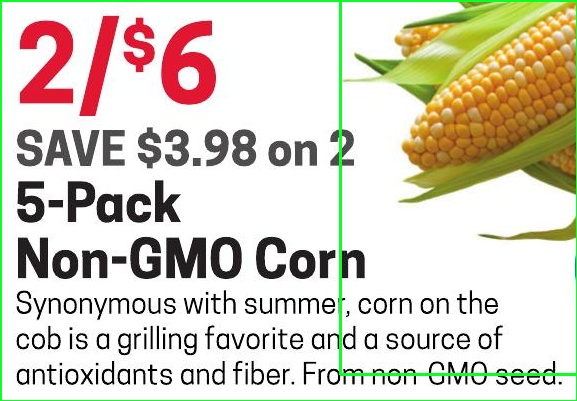 2/$6
SAVE $3.98 on 2
5-Pack
Non-GMO Corn
Synonymous with summer, corn on the
cob is a grilling favorite and a source of
antioxidants and fiber. From non-GMO seed.